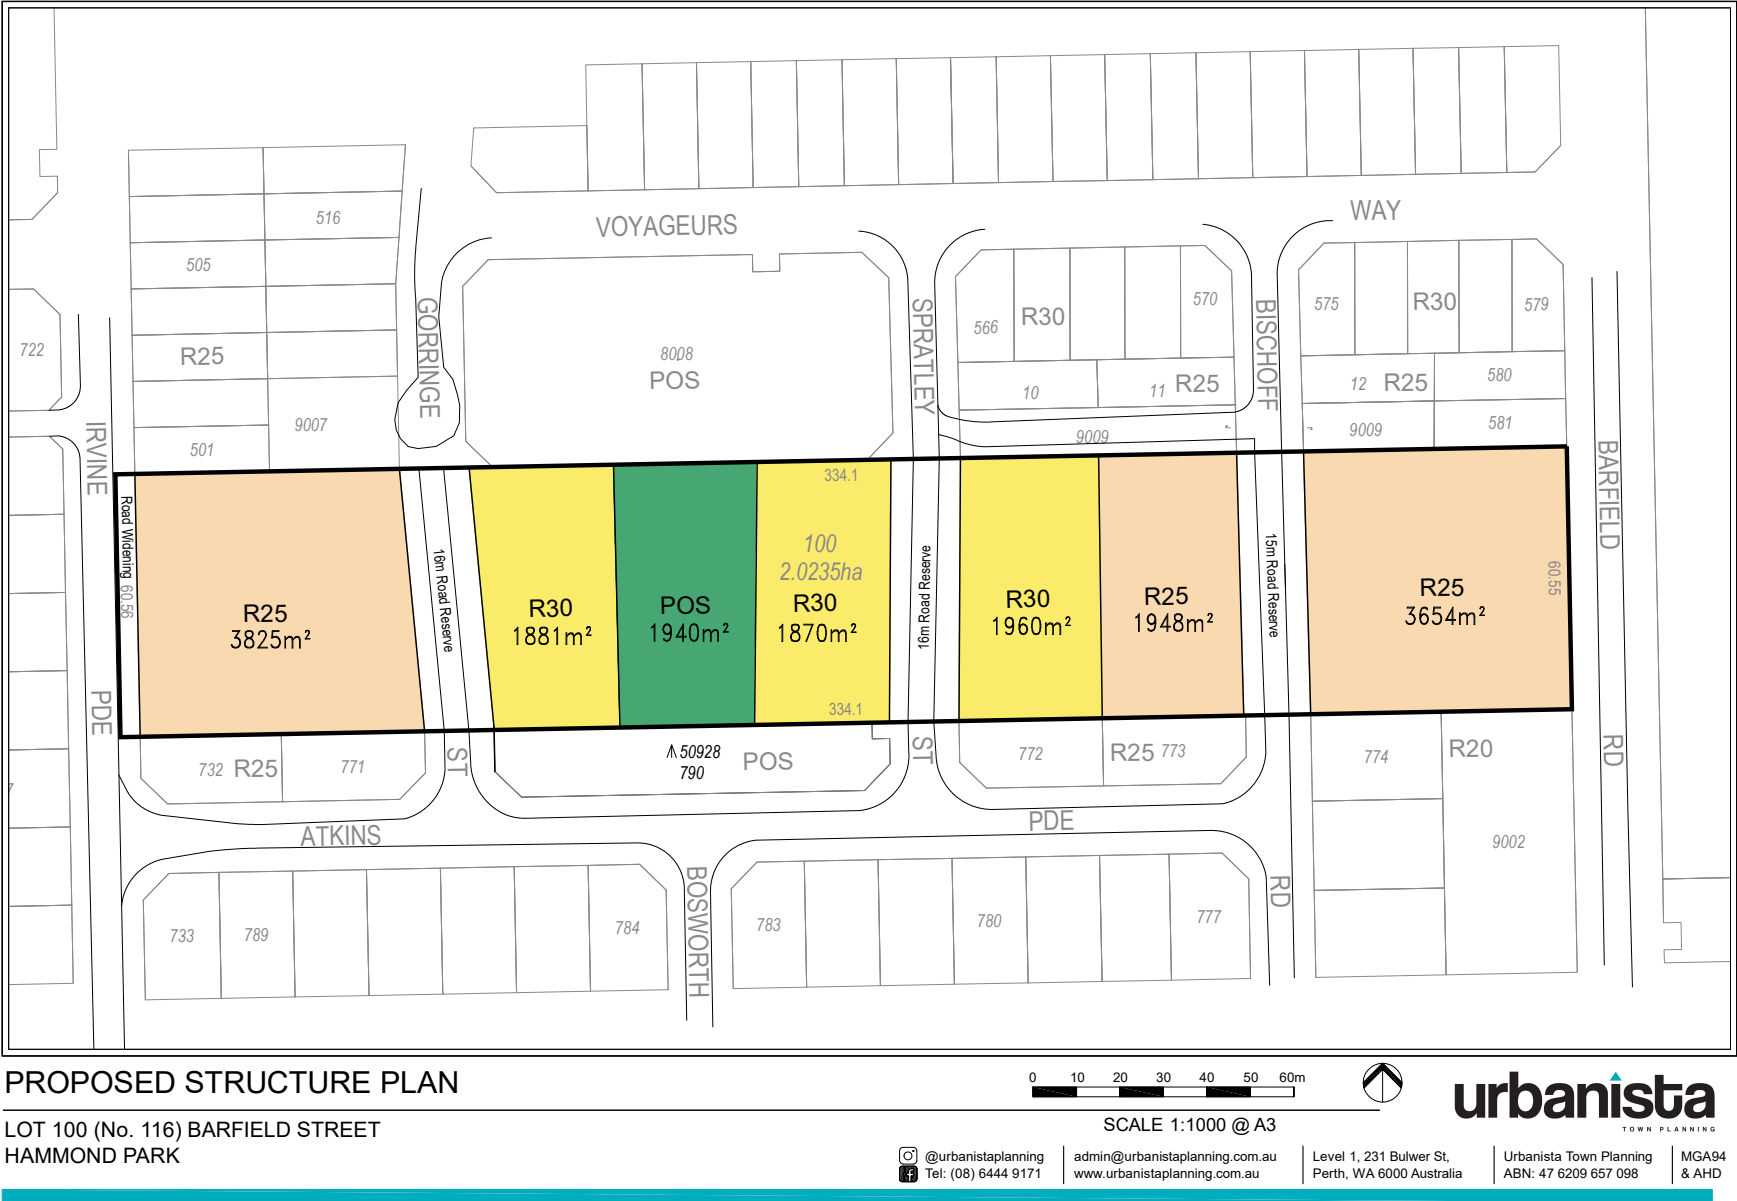 VOYAGEURS
WAY
516
505
GORRINGE
SPRATLEY
BISCHOFF
722
R25
8008
POS
566
R30
570
575
R30
579
10
11
R25
12
R25
580
501
9007
9009
9009
581
IRVINE
PDE
BARFIELD
RD
Road Widening
60.56
R25
3825m²
16m Road Reserve
R30
1881m²
POS
1940m²
334.1
100
2.0235ha
R30
1870m²
334.1
16m Road Reserve
R30
1960m²
R25
1948m²
15m Road Reserve
R25
3654m²
60.55
732
R25
771
ST
50928
790
POS
ST
772
R25
773
774
R20
7
ATKINS
PDE
9002
BOSWORTH
RD
733
789
784
783
780
777
PROPOSED STRUCTURE PLAN
LOT 100 (No. 116) BARFIELD STREET
HAMMOND PARK
0 10 20 30 40 50 60m
SCALE 1:1000 @ A3
urbanista
TOWN PLANNING
@urbanistaplanning
Tel: (08) 6444 9171
admin@urbanistaplanning.com.au
www.urbanistaplanning.com.au
Level 1, 231 Bulwer St,
Perth, WA 6000 Australia
Urbanista Town Planning
ABN: 47 6209 657 098
MGA94
& AHD